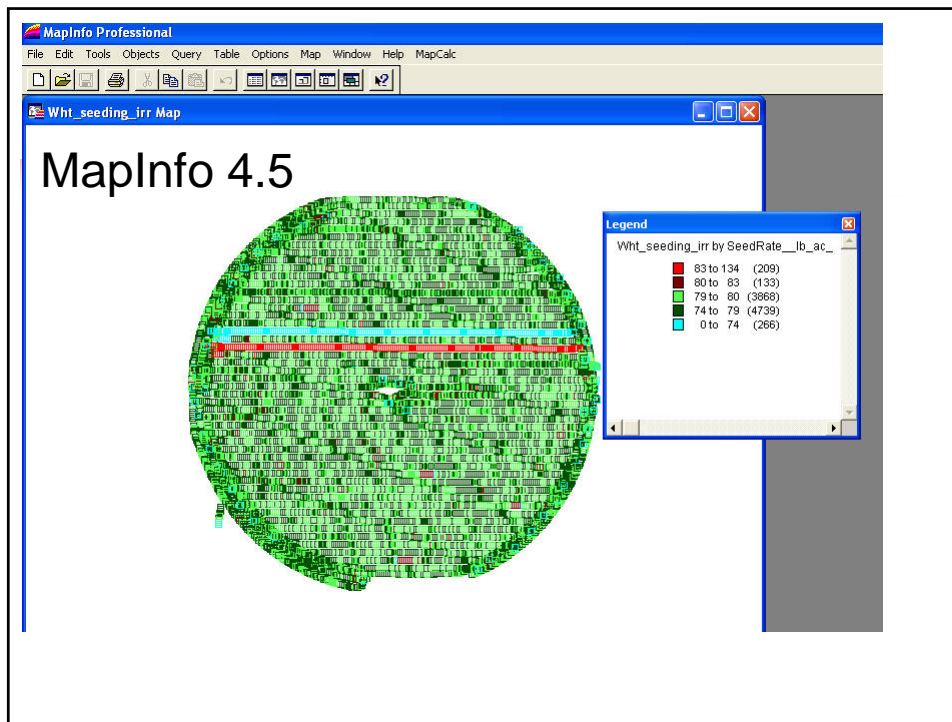 MapInfo Professional
File Edit Tools Objects Query Table Options Map Window Help MapCalc
Wht_seeding_irr Map
MapInfo 4.5
Legend
Wht_seeding_irr by SeedRate__lb_ac_
83 to 134 (209)
80 to 83 (133)
79 to 80 (3868)
74 to 79 (4739)
0 to 74 (266)